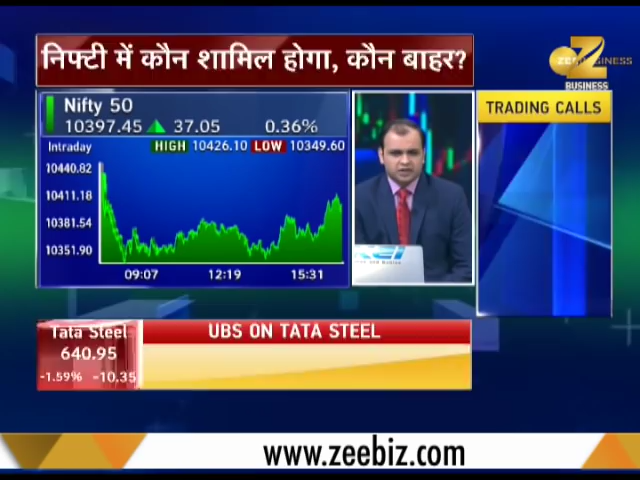 निफ्टी में कौन शामिल होगा, कौन बाहर?
ZEE BUSINESS
BUSINESS
Nifty 50
10397.45 37.05 0.36%
Intraday HIGH 10426.10 LOW 10349.60
10440.82
10411.18
10381.54
10351.90
09:07 12:19 15:31
TRADING CALLS
Tata Steel
640.95
-1.59% -10.35
UBS ON TATA STEEL
www.zeebiz.com